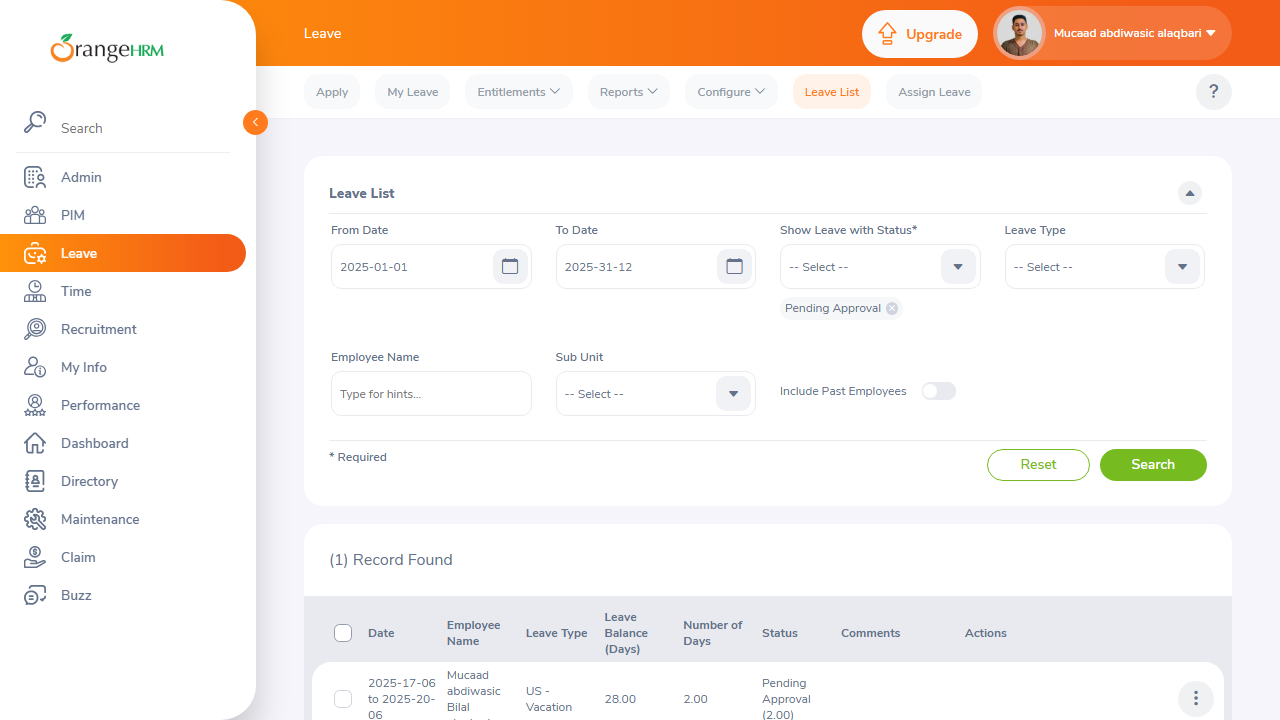 OrangeHRM
Leave
Upgrade
Mucaad abdiwasic alaqbari
Apply
My Leave
Entitlements
Reports
Configure
Leave List
Assign Leave
?
Search
Admin
PIM
Leave
Time
Recruitment
My Info
Performance
Dashboard
Directory
Maintenance
Claim
Buzz
Leave List
From Date
To Date
Show Leave with Status*
Leave Type
2025-01-01
2025-31-12
-- Select --
-- Select --
Pending Approval
Employee Name
Sub Unit
Type for hints...
-- Select --
Include Past Employees
* Required
Reset
Search
(1) Record Found
Date
Employee
Name
Leave Type
Leave
Balance
(Days)
Number of
Days
Status
Comments
Actions
2025-17-06
to 2025-20-
06
Mucaad
abdiwasic
Bilal
US -
Vacation
28.00
2.00
Pending
Approval
(2.00)